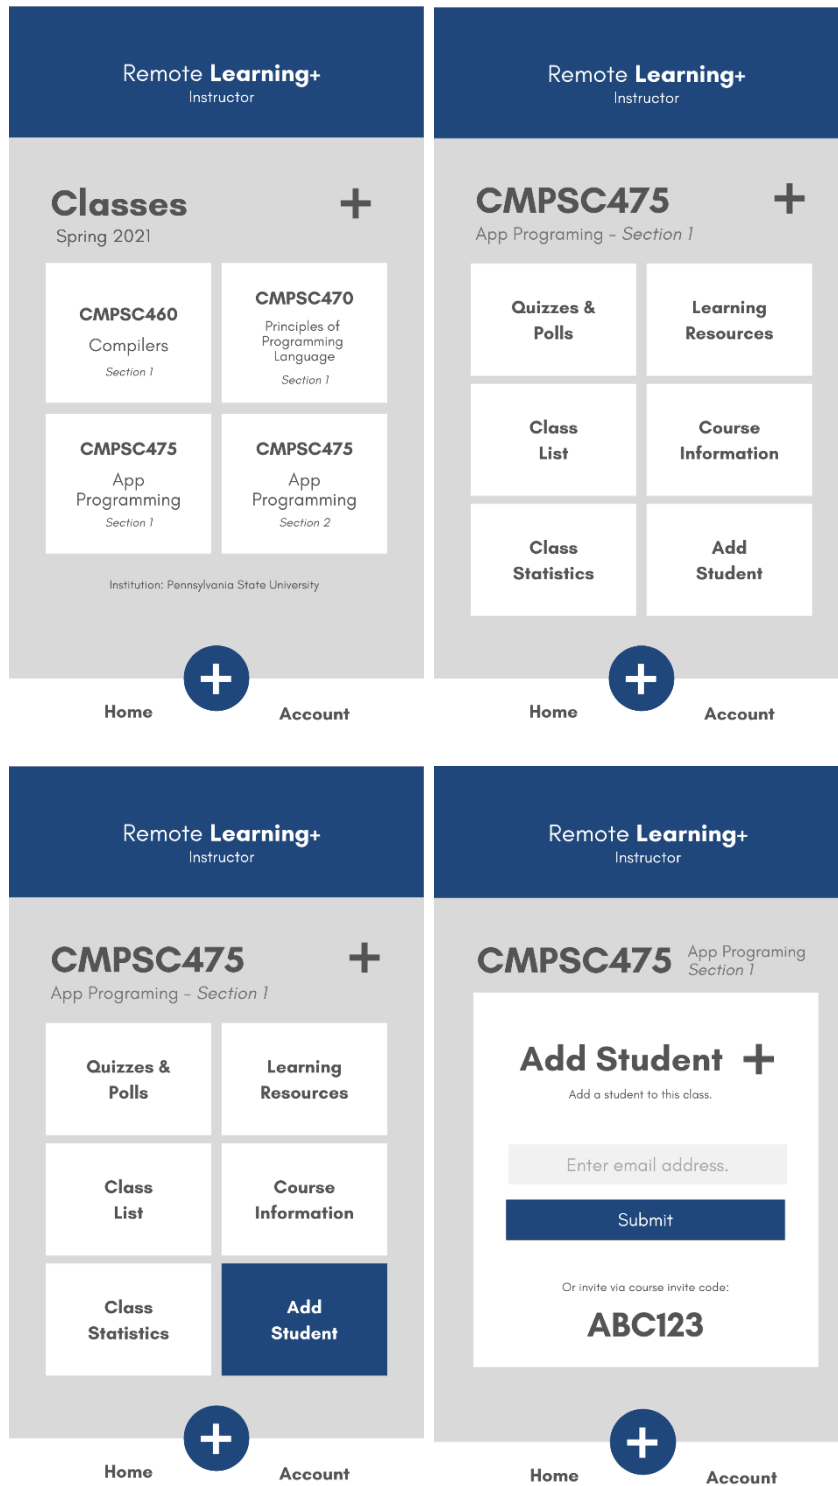 Remote Learning+
Instructor
Classes
Spring 2021
CMPSC460
Compilers
Section 1
CMPSC470
Principles of
Programming
Language
Section 1
CMPSC475
App
Programming
Section 1
CMPSC475
App
Programming
Section 2
Institution: Pennsylvania State University
Home
Account
Remote Learning+
Instructor
CMPSC475
App Programing - Section 1
Quizzes &
Polls
Learning
Resources
Class
List
Course
Information
Class
Statistics
Add
Student
Home
Account
Remote Learning+
Instructor
CMPSC475
App Programing - Section 1
Quizzes &
Polls
Learning
Resources
Class
List
Course
Information
Class
Statistics
Add
Student
Home
Account
Remote Learning+
Instructor
CMPSC475
App Programing
Section 1
Add Student +
Add a student to this class.
Enter email address.
Submit
Or invite via course invite code:
ABC123
Home
Account